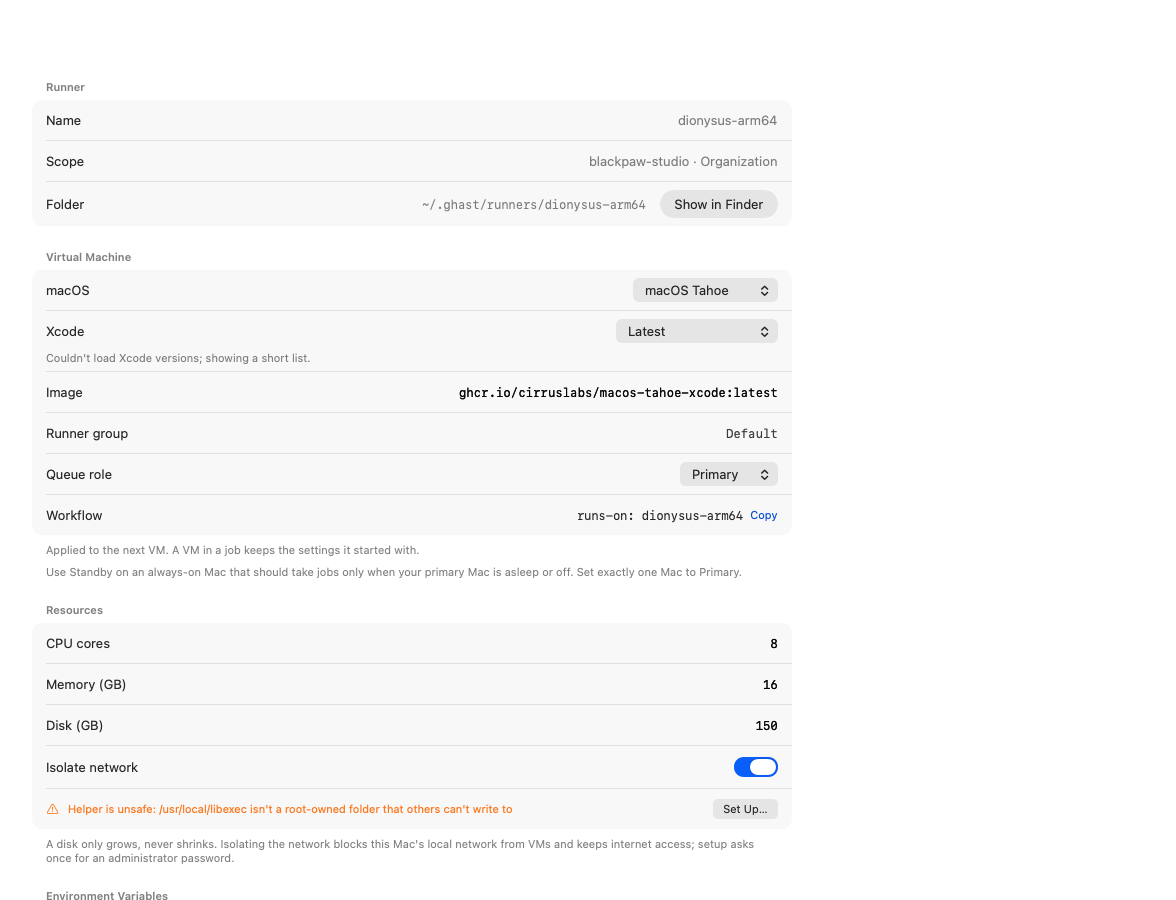 Runner
Name
dionysus-arm64
Scope
blackpaw-studio · Organization
Folder
~/.ghast/runners/dionysus-arm64
Show in Finder
Virtual Machine
macOS
macOS Tahoe
Xcode
Latest
Couldn't load Xcode versions; showing a short list.
Image
ghcr.io/cirruslabs/macos-tahoe-xcode:latest
Runner group
Default
Queue role
Primary
Workflow
runs-on: dionysus-arm64
Copy
Applied to the next VM. A VM in a job keeps the settings it started with.
Use Standby on an always-on Mac that should take jobs only when your primary Mac is asleep or off. Set exactly one Mac to Primary.
Resources
CPU cores
8
Memory (GB)
16
Disk (GB)
150
Isolate network
Helper is unsafe: /usr/local/libexec isn't a root-owned folder that others can't write to
Set Up...
A disk only grows, never shrinks. Isolating the network blocks this Mac's local network from VMs and keeps internet access; setup asks
once for an administrator password.
Environment Variables